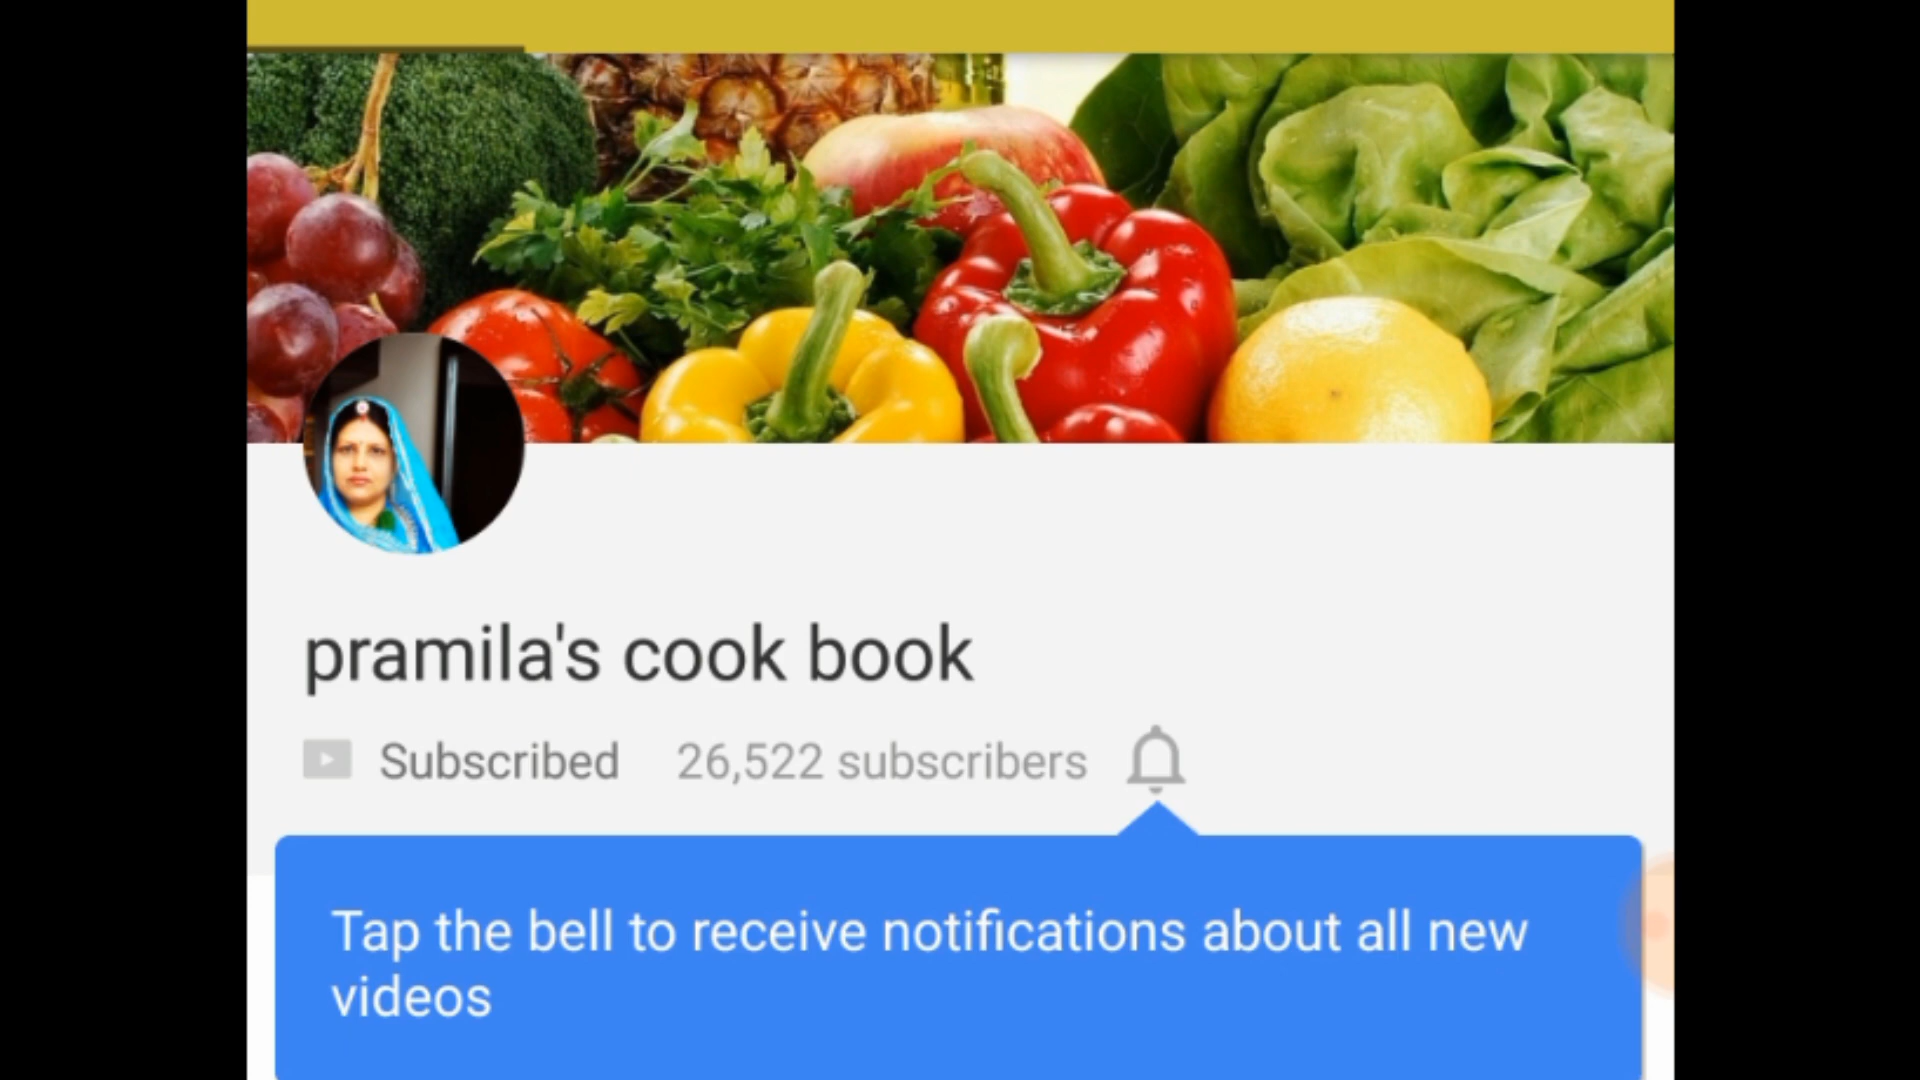 pramila's cook book
Subscribed 26,522 subscribers
Tap the bell to receive notifications about all new
videos